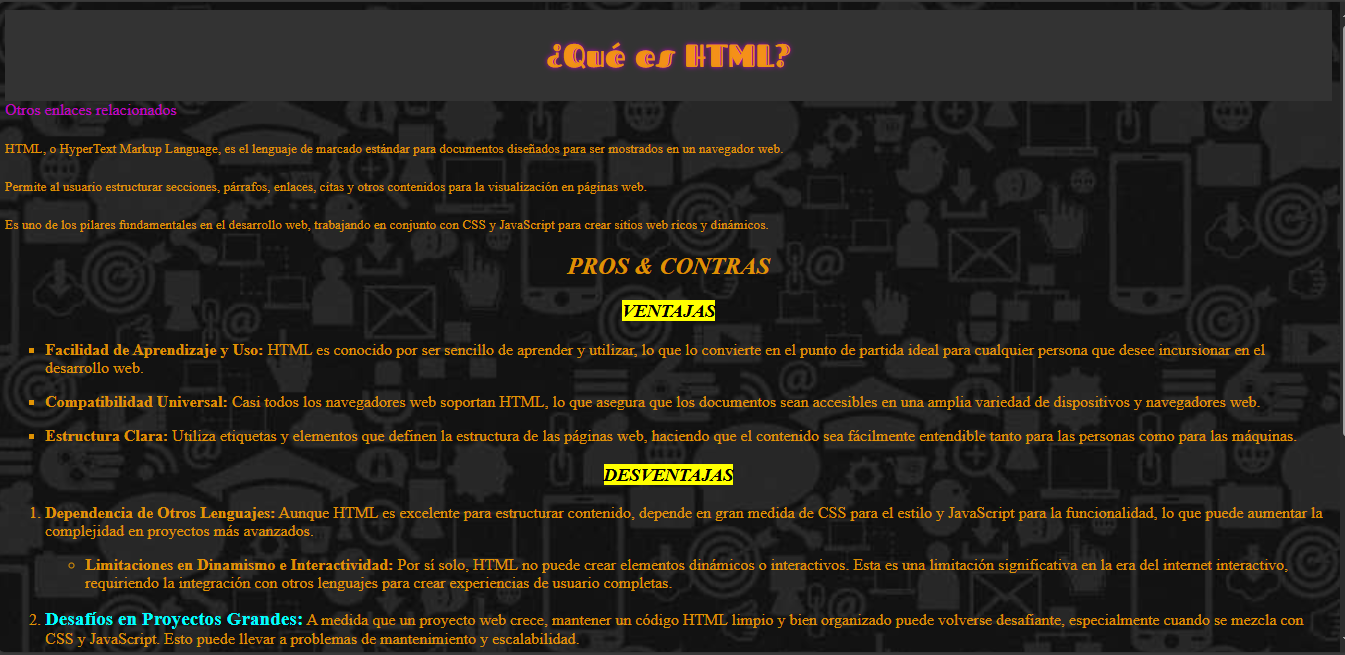 ¿Qué es HTML?
Otros enlaces relacionados
HTML, o HyperText Markup Language, es el lenguaje de marcado estándar para documentos diseñados para ser mostrados en un navegador web.
Permite al usuario estructurar secciones, párrafos, enlaces, citas y otros contenidos para la visualización en páginas web.
Es uno de los pilares fundamentales en el desarrollo web, trabajando en conjunto con CSS y JavaScript para crear sitios web ricos y dinámicos.
PROS & CONTRAS
VENTAJAS
▪ Facilidad de Aprendizaje y Uso: HTML es conocido por ser sencillo de aprender y utilizar, lo que lo convierte en el punto de partida ideal para cualquier persona que desee incursionar en el
desarrollo web.
▪ Compatibilidad Universal: Casi todos los navegadores web soportan HTML, lo que asegura que los documentos sean accesibles en una amplia variedad de dispositivos y navegadores web.
▪ Estructura Clara: Utiliza etiquetas y elementos que definen la estructura de las páginas web, haciendo que el contenido sea fácilmente entendible tanto para las personas como para las máquinas.
DESVENTAJAS
1. Dependencia de Otros Lenguajes: Aunque HTML es excelente para estructurar contenido, depende en gran medida de CSS para el estilo y JavaScript para la funcionalidad, lo que puede aumentar la
complejidad en proyectos más avanzados.
◦ Limitaciones en Dinamismo e Interactividad: Por sí solo, HTML no puede crear elementos dinámicos o interactivos. Esta es una limitación significativa en la era del internet interactivo,
requiriendo la integración con otros lenguajes para crear experiencias de usuario completas.
2. Desafíos en Proyectos Grandes: A medida que un proyecto web crece, mantener un código HTML limpio y bien organizado puede volverse desafiante, especialmente cuando se mezcla con
CSS y JavaScript. Esto puede llevar a problemas de mantenimiento y escalabilidad.